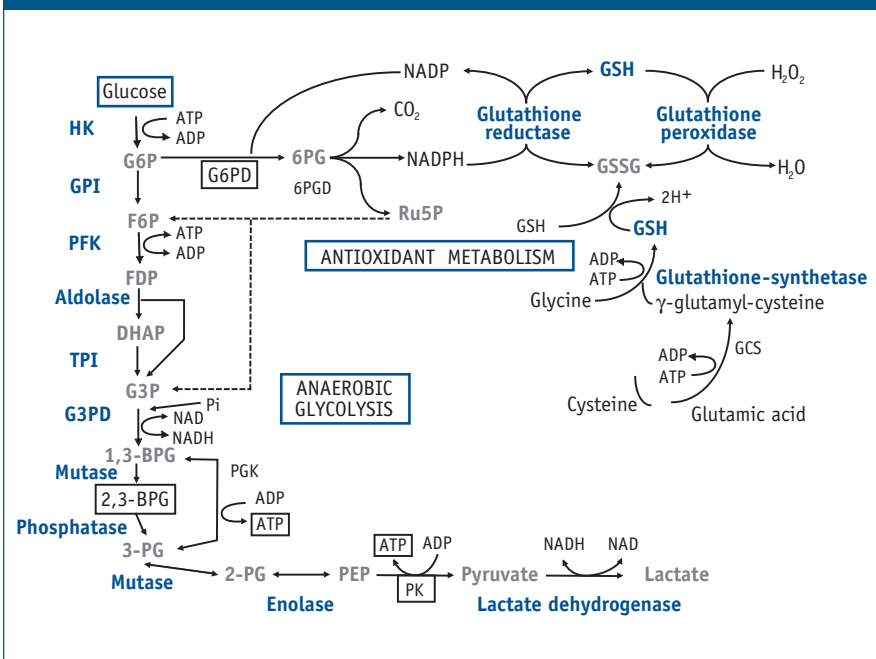 NADP
GSH
H₂O₂
Glucose
ATP
ADP
HK
CO₂
Glutathione
reductase
Glutathione
peroxidase
G6P
G6PD
6PG
6PGD
NADPH
GSSG
H₂O
GPI
2H+
F6P
Ru5P
GSH
GSH
PFK
ATP
ADP
ANTIOXIDANT METABOLISM
ADP
ATP
FDP
Glutathione-synthetase
Aldolase
Glycine
γ-glutamyl-cysteine
DHAP
TPI
ADP
ATP
GCS
G3P
ANAEROBIC
GLYCOLYSIS
Pi
Cysteine
Glutamic acid
G3PD
NAD
NADH
1,3-BPG
Mutase
PGK
2,3-BPG
ADP
ATP
Phosphatase
3-PG
ATP
ADP
NADH
NAD
Mutase
2-PG
PEP
PK
Pyruvate
Lactate
Enolase
Lactate dehydrogenase